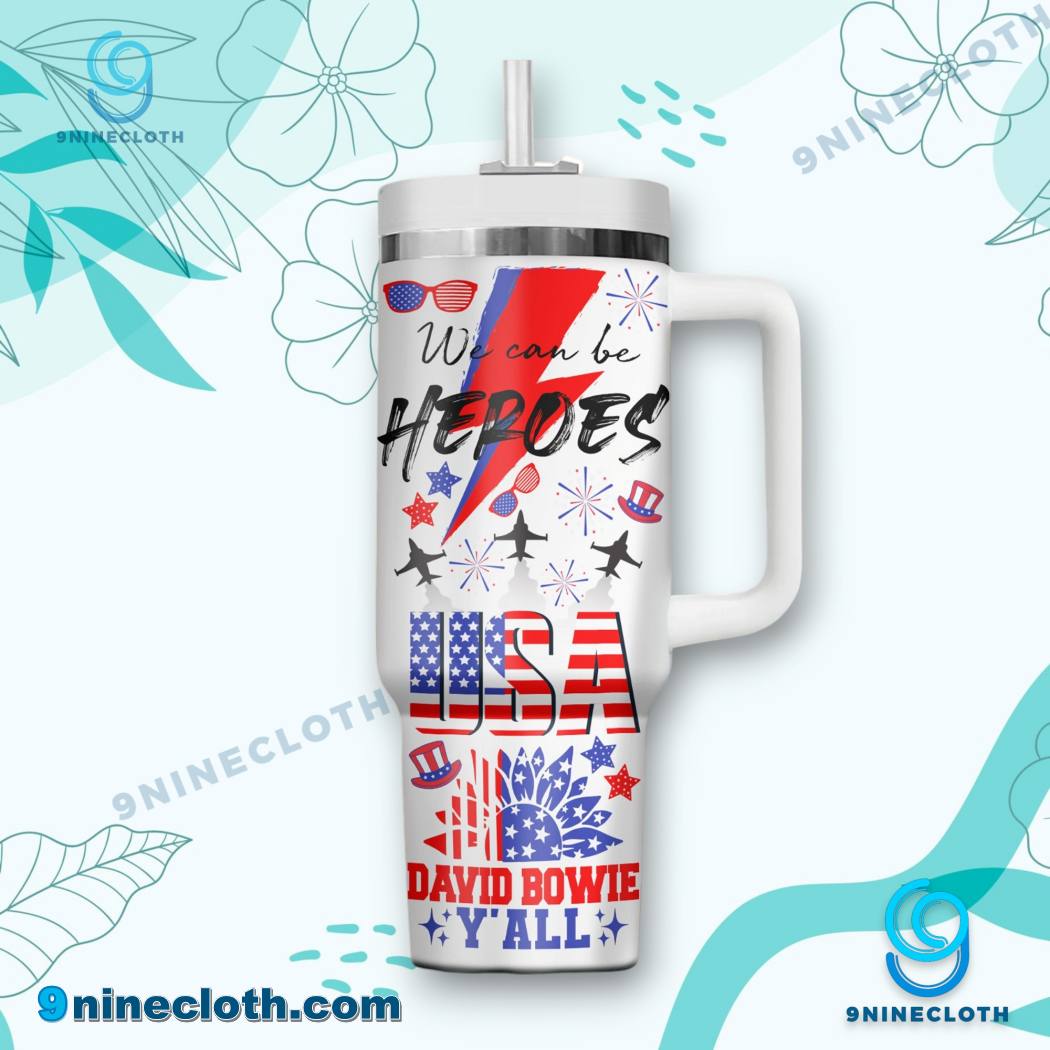 9NINECLOTH
9NINECLOTH
We can be
HEROES
USA
9NINECLOTH
DAVID BOWIE
Y'ALL
9ninecloth.com
9NINECLOTH